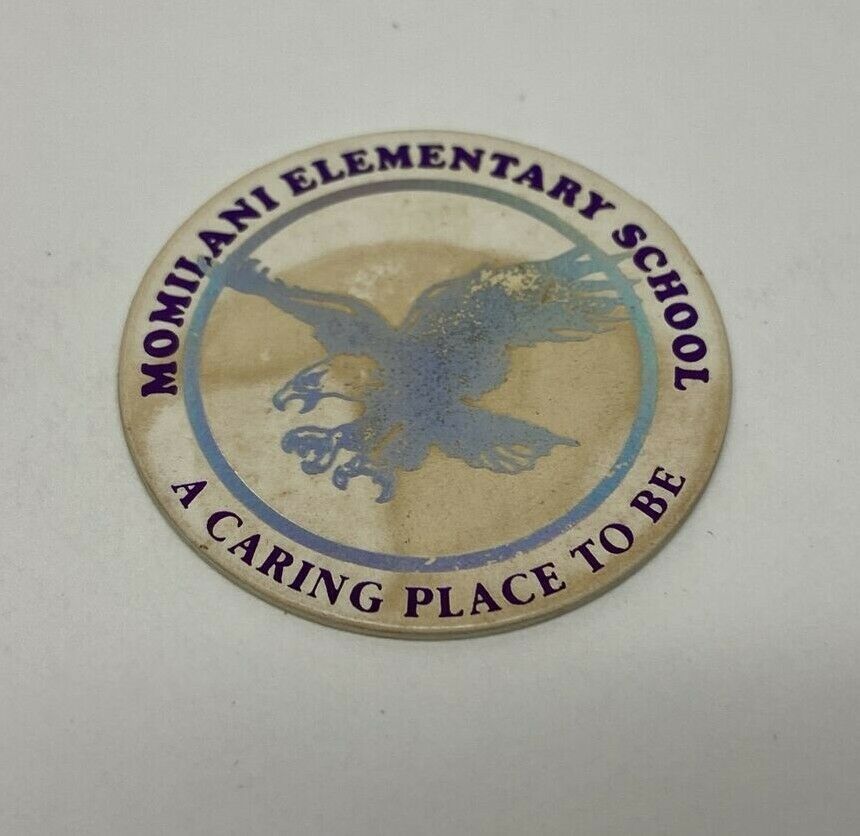 MOMILANI ELEMENTARY SCHOOL
A CARING PLACE TO BE